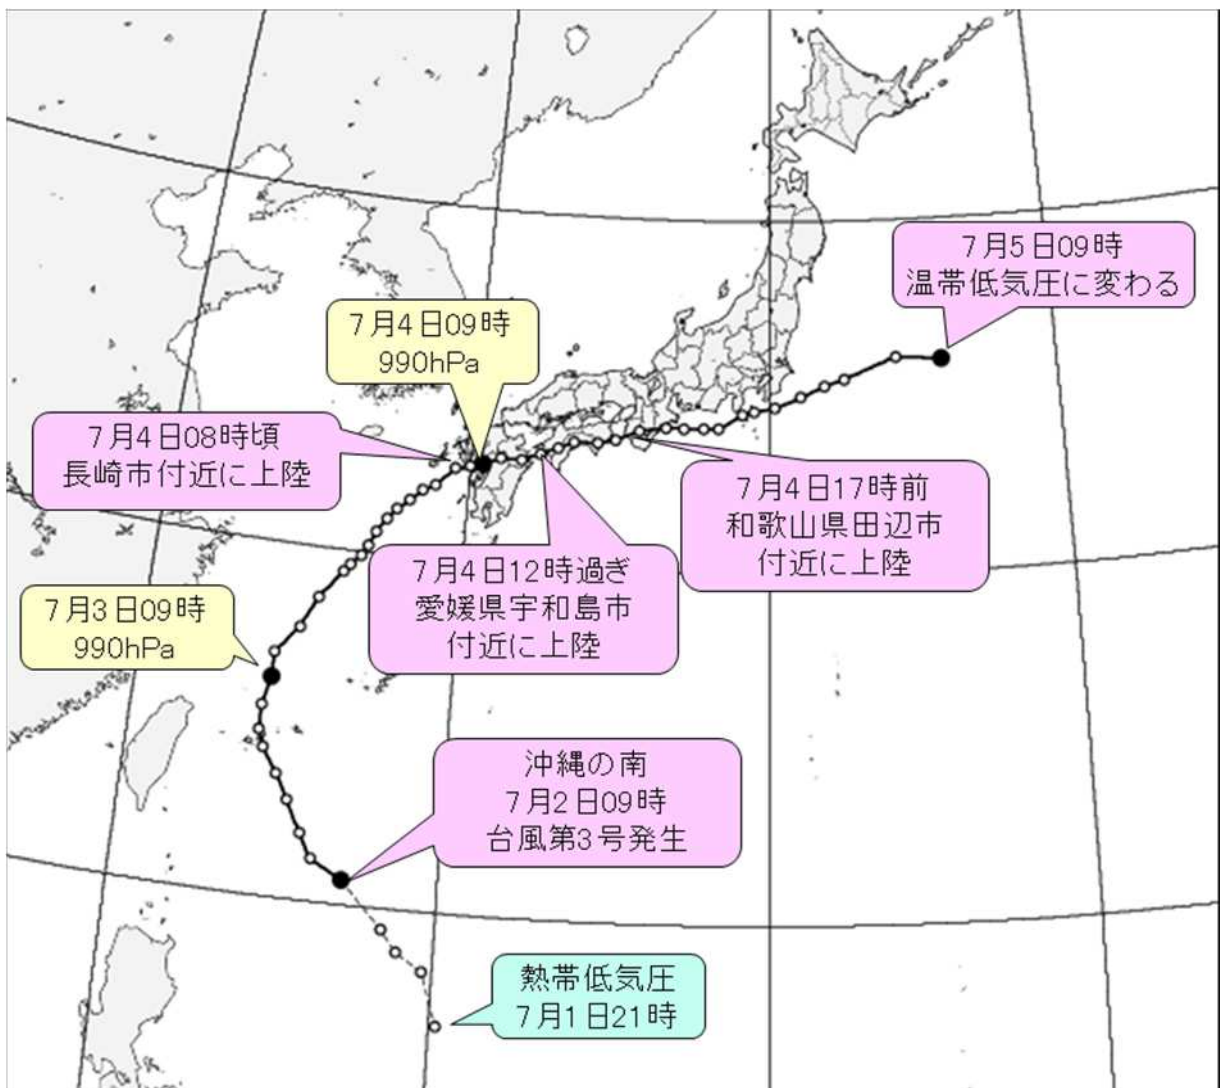 7月5日09時
温帯低気圧に変わる
7月4日09時
990hPa
7月4日08時頃
長崎市付近に上陸
7月4日17時前
和歌山県田辺市
付近に上陸
7月4日12時過ぎ
愛媛県宇和島市
付近に上陸
7月3日09時
990hPa
沖縄の南
7月2日09時
台風第3号発生
熱帯低気圧
7月1日21時